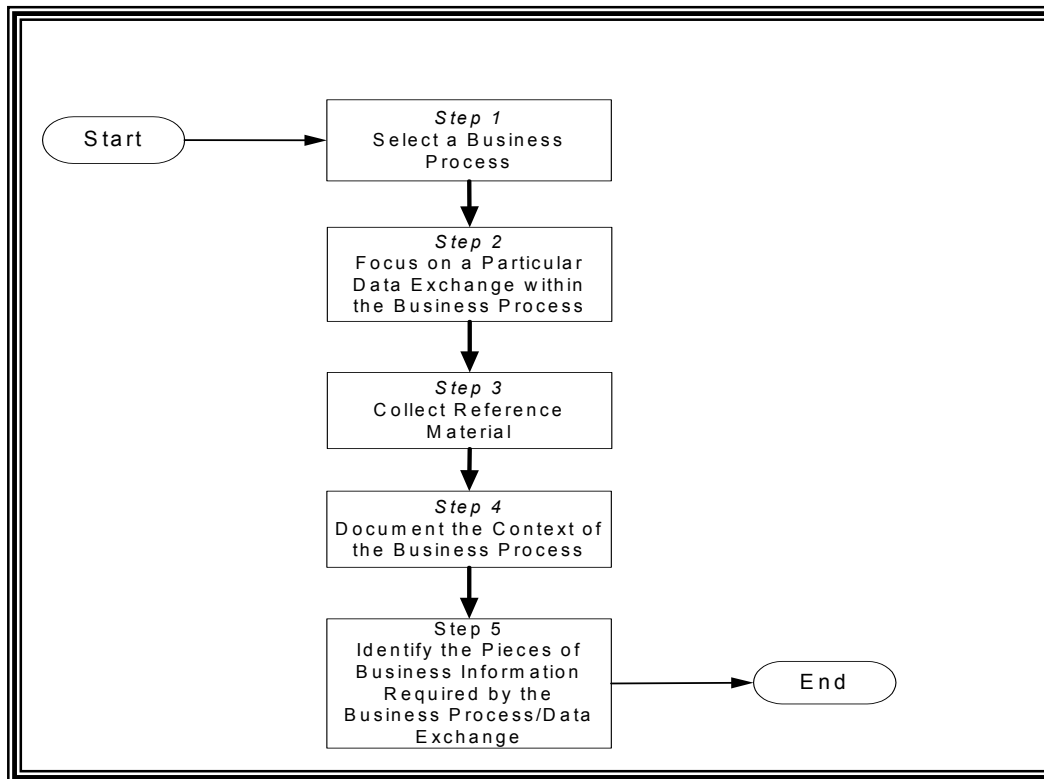 Start
Step 1
Select a Business
Process
Step 2
Focus on a Particular
Data Exchange within
the Business Process
Step 3
Collect Reference
Material
Step 4
Document the Context of
the Business Process
Step 5
Identify the Pieces of
Business Information
Required by the
Business Process/Data
Exchange
End